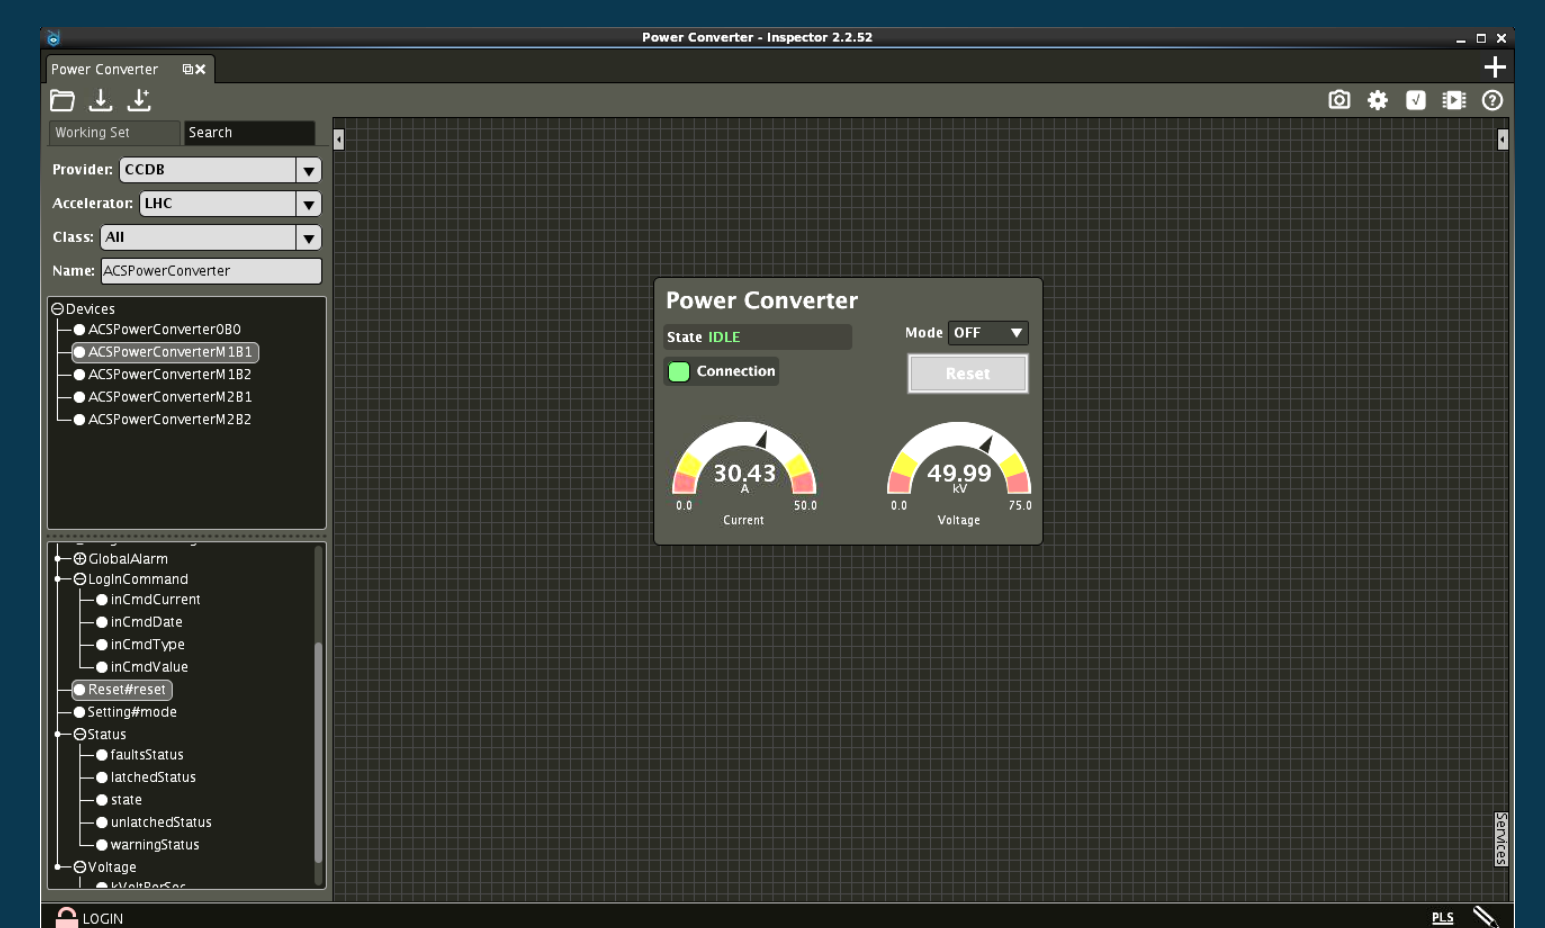 Power Converter - Inspector 2.2.52
Power Converter
Working Set Search
Provider: CCDB
Accelerator: LHC
Class: All
Name: ACSPowerConverter
Devices
ACSPowerConverter0B0
ACSPowerConverterM1B1
ACSPowerConverterM1B2
ACSPowerConverterM2B1
ACSPowerConverterM2B2
GlobalAlarm
LogInCommand
inCmdCurrent
inCmdDate
inCmdType
inCmdValue
Reset#reset
Setting#mode
Status
faultsStatus
latchedStatus
state
unlatchedStatus
warningStatus
Voltage
Power Converter
State IDLE
Mode OFF
Connection
Reset
30.43
A
0.0 50.0
Current
49.99
kV
0.0 75.0
Voltage
Services
LOGIN
PLS